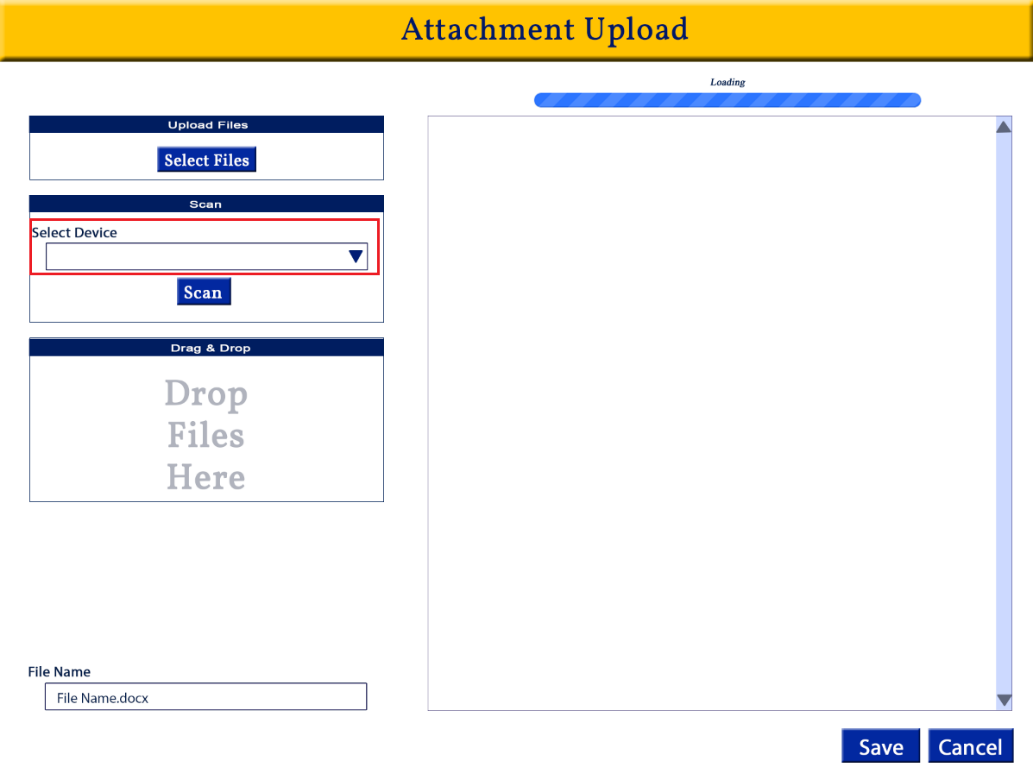 Attachment Upload
Loading
Upload Files
Select Files
Scan
Select Device
Scan
Drag & Drop
Drop
Files
Here
File Name
File Name.docx
Save
Cancel